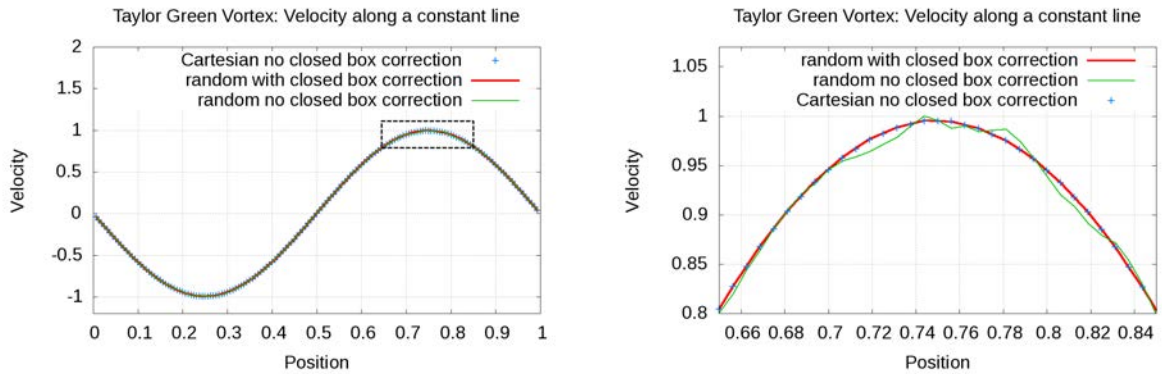 Taylor Green Vortex: Velocity along a constant line
2
1
0.5
0
-0.5
-1
Velocity
Cartesian no closed box correction
random with closed box correction
random no closed box correction
0 0.1 0.2 0.3 0.4 0.5 0.6 0.7 0.8 0.9 1
Position
Taylor Green Vortex: Velocity along a constant line
1.05
1
0.95
0.9
0.85
0.8
Velocity
random with closed box correction
random no closed box correction
Cartesian no closed box correction
0.66 0.68 0.7 0.72 0.74 0.76 0.78 0.8 0.82 0.84
Position